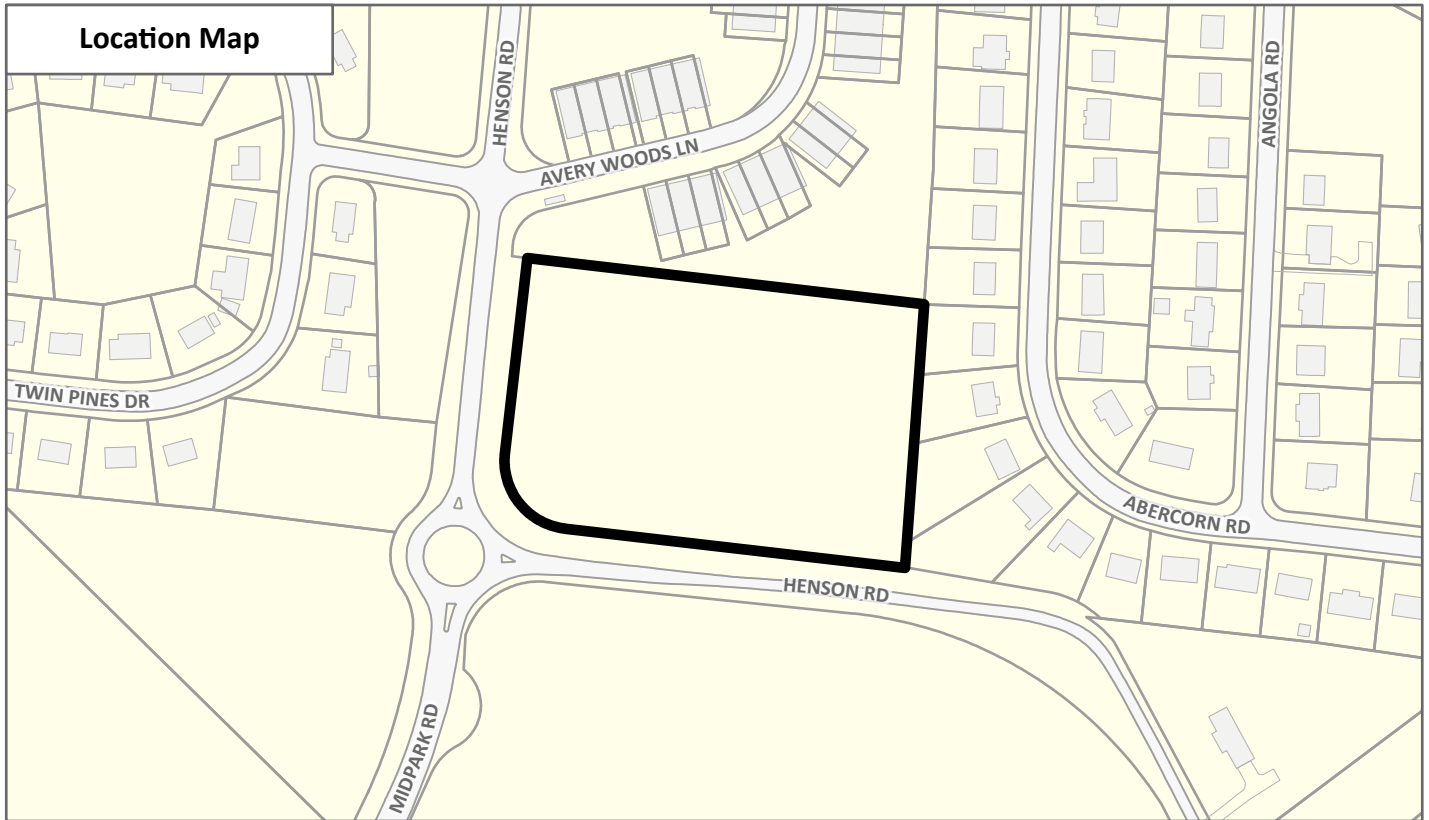 Location Map
HENSON RD
ANGOLA RD
AVERY WOODS LN
TWIN PINES DR
ABERCORN RD
HENSON RD
MIDPARK RD